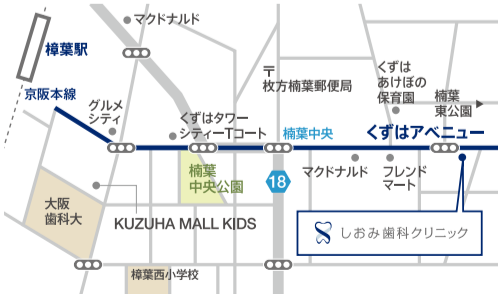 マクドナルド
樟葉駅
京阪本線
グルメ
シティ
くずはタワー
シティーTコート
〒
枚方楠葉郵便局
くずは
あけぼの
保育園
楠葉
東公園
楠葉中央
くずはアベニュー
楠葉
中央公園
18
マクドナルド
フレンド
マート
大阪
歯科大
KUZUHA MALL KIDS
しおみ歯科クリニック
樟葉西小学校